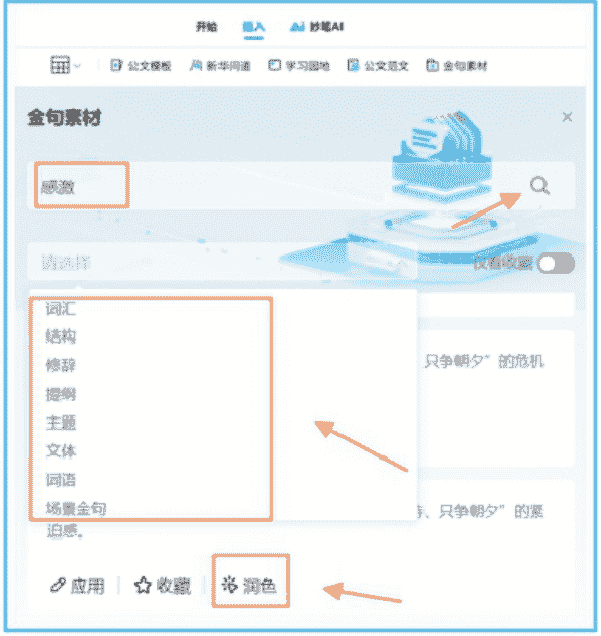 开始 插入 妙笔AI
公文模板 新华问道 学习园地 公文范文 金句素材
金句素材 ×
感激
请选择 仅看收藏
词汇
结构
修辞
只争朝夕”的危机
提纲
主题
文体
词语
场景金句
、只争朝夕”的紧
迫感。
应用 收藏 润色